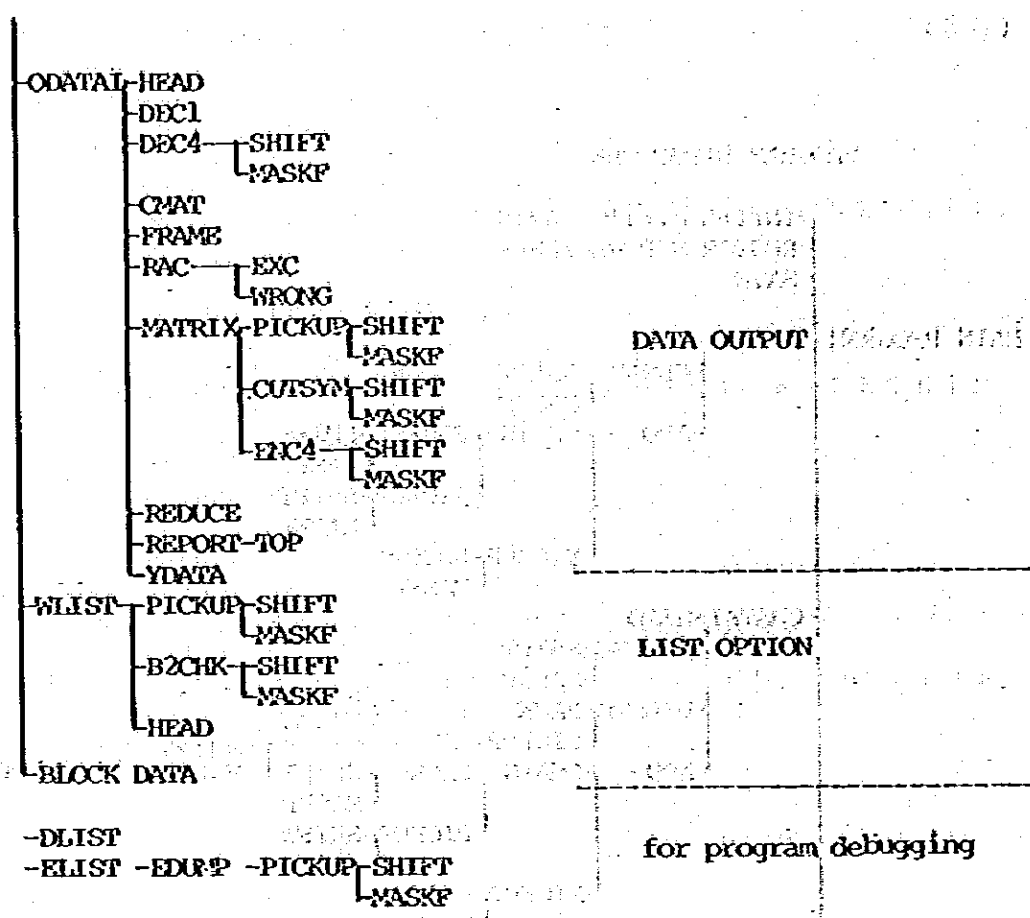 ODATAL HEAD
DEC1
DEC4 SHIFT
MASKF
CMAT
FRAME
RAC EXC
WRONG
MATRIX PICKUP SHIFT
MASKF
DATA OUTPUT
CUTSYM SHIFT
MASKF
ENC4 SHIFT
MASKF
REDUCE
REPORT TOP
YDATA
WLIST PICKUP SHIFT
MASKF
B2CHK SHIFT
MASKF
LIST OPTION
HEAD
BLOCK DATA
-DLIST
-ELIST -EDUMP -PICKUP SHIFT
MASKF
for program debugging